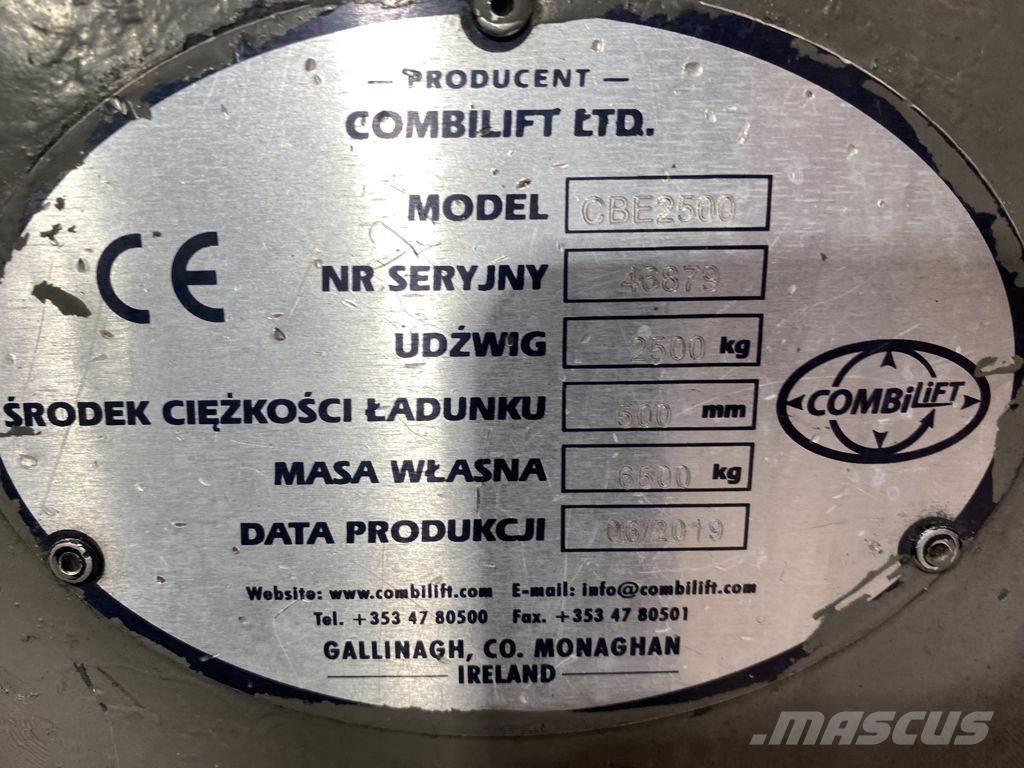 — PRODUCENT —
COMBiLIFT ŁTD.
MODEL CBE2500
CE
NR SERYJNY 46879
UDŹWIG 2500 kg
ŚRODEK CIĘŻKOŚCI ŁADUNKU 500 mm
COMBiLiFT
MASA WŁASNA 6500 kg
DATA PRODUKCJI 06/2019
Website: www.combilift.com E-mail: info@combilift.com
Tel. +353 47 80500 Fax. +353 47 80501
GALLINAGH, CO. MONAGHAN
IRELAND
MASCUS